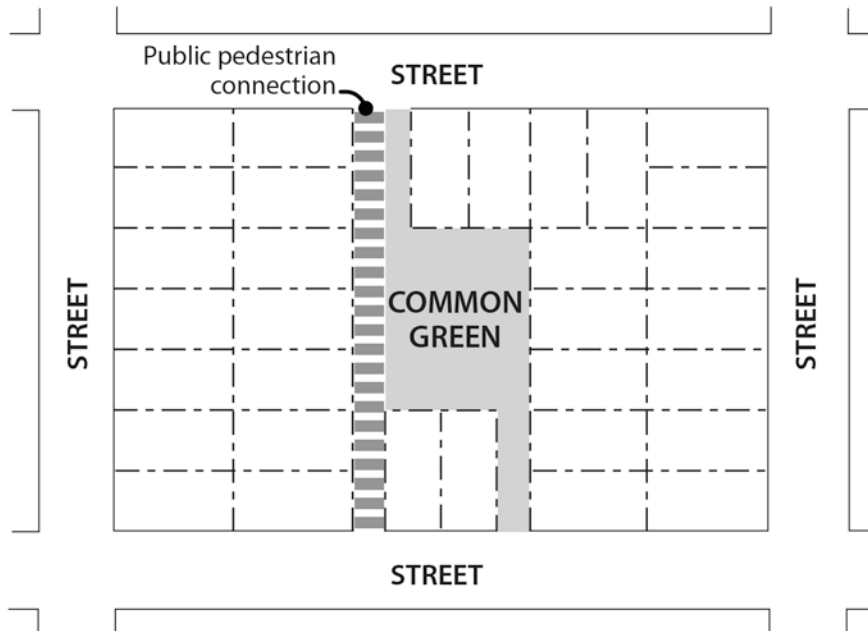 Public pedestrian
connection
STREET
STREET
COMMON
GREEN
STREET
STREET